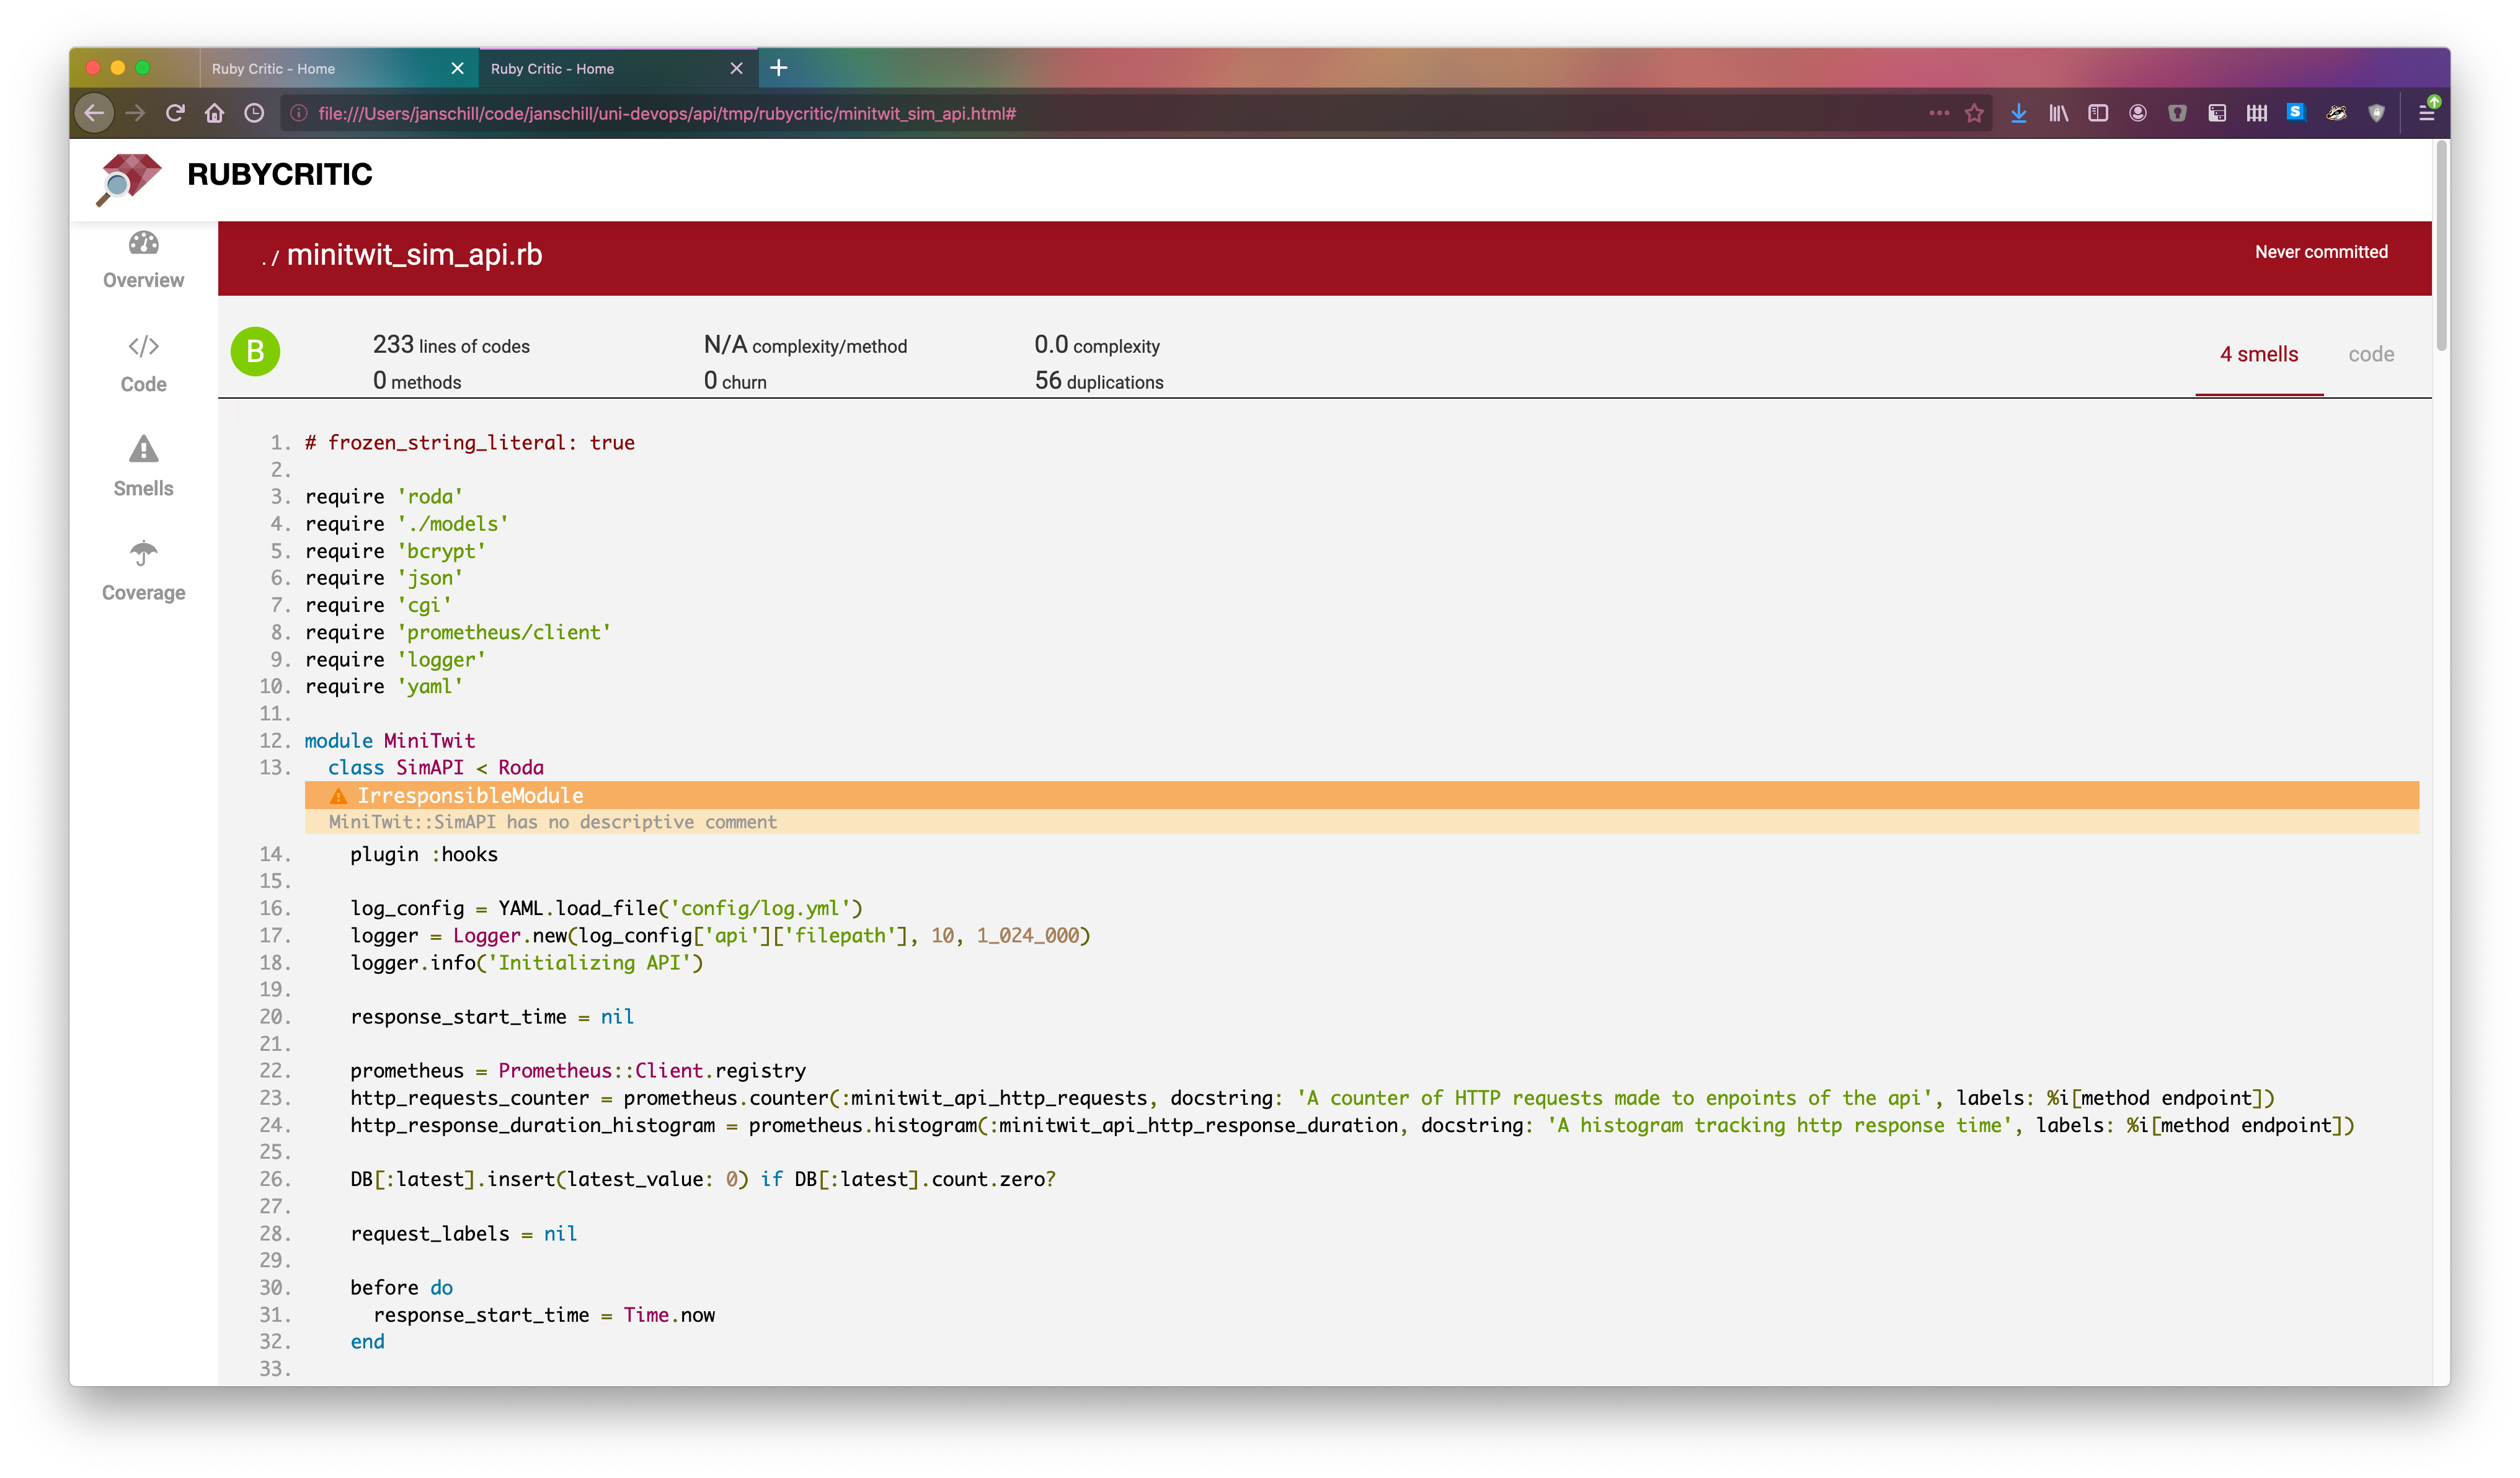 Ruby Critic - Home
Ruby Critic - Home
file:///Users/janschill/code/janschill/uni-devops/api/tmp/rubycritic/minitwit_sim_api.html#
RUBYCRITIC
Overview
Code
Smells
Coverage
. / minitwit_sim_api.rb
Never committed
B
233 lines of codes
N/A complexity/method
0.0 complexity
0 methods
0 churn
56 duplications
4 smells
code
1. # frozen_string_literal: true
2.
3. require 'roda'
4. require './models'
5. require 'bcrypt'
6. require 'json'
7. require 'cgi'
8. require 'prometheus/client'
9. require 'logger'
10. require 'yaml'
11.
12. module MiniTwit
13. class SimAPI < Roda
IrresponsibleModule
MiniTwit::SimAPI has no descriptive comment
14. plugin :hooks
15.
16. log_config = YAML.load_file('config/log.yml')
17. logger = Logger.new(log_config['api']['filepath'], 10, 1_024_000)
18. logger.info('Initializing API')
19.
20. response_start_time = nil
21.
22. prometheus = Prometheus::Client.registry
23. http_requests_counter = prometheus.counter(:minitwit_api_http_requests, docstring: 'A counter of HTTP requests made to enpoints of the api', labels: %i[method endpoint])
24. http_response_duration_histogram = prometheus.histogram(:minitwit_api_http_response_duration, docstring: 'A histogram tracking http response time', labels: %i[method endpoint])
25.
26. DB[:latest].insert(latest_value: 0) if DB[:latest].count.zero?
27.
28. request_labels = nil
29.
30. before do
31. response_start_time = Time.now
32. end
33.